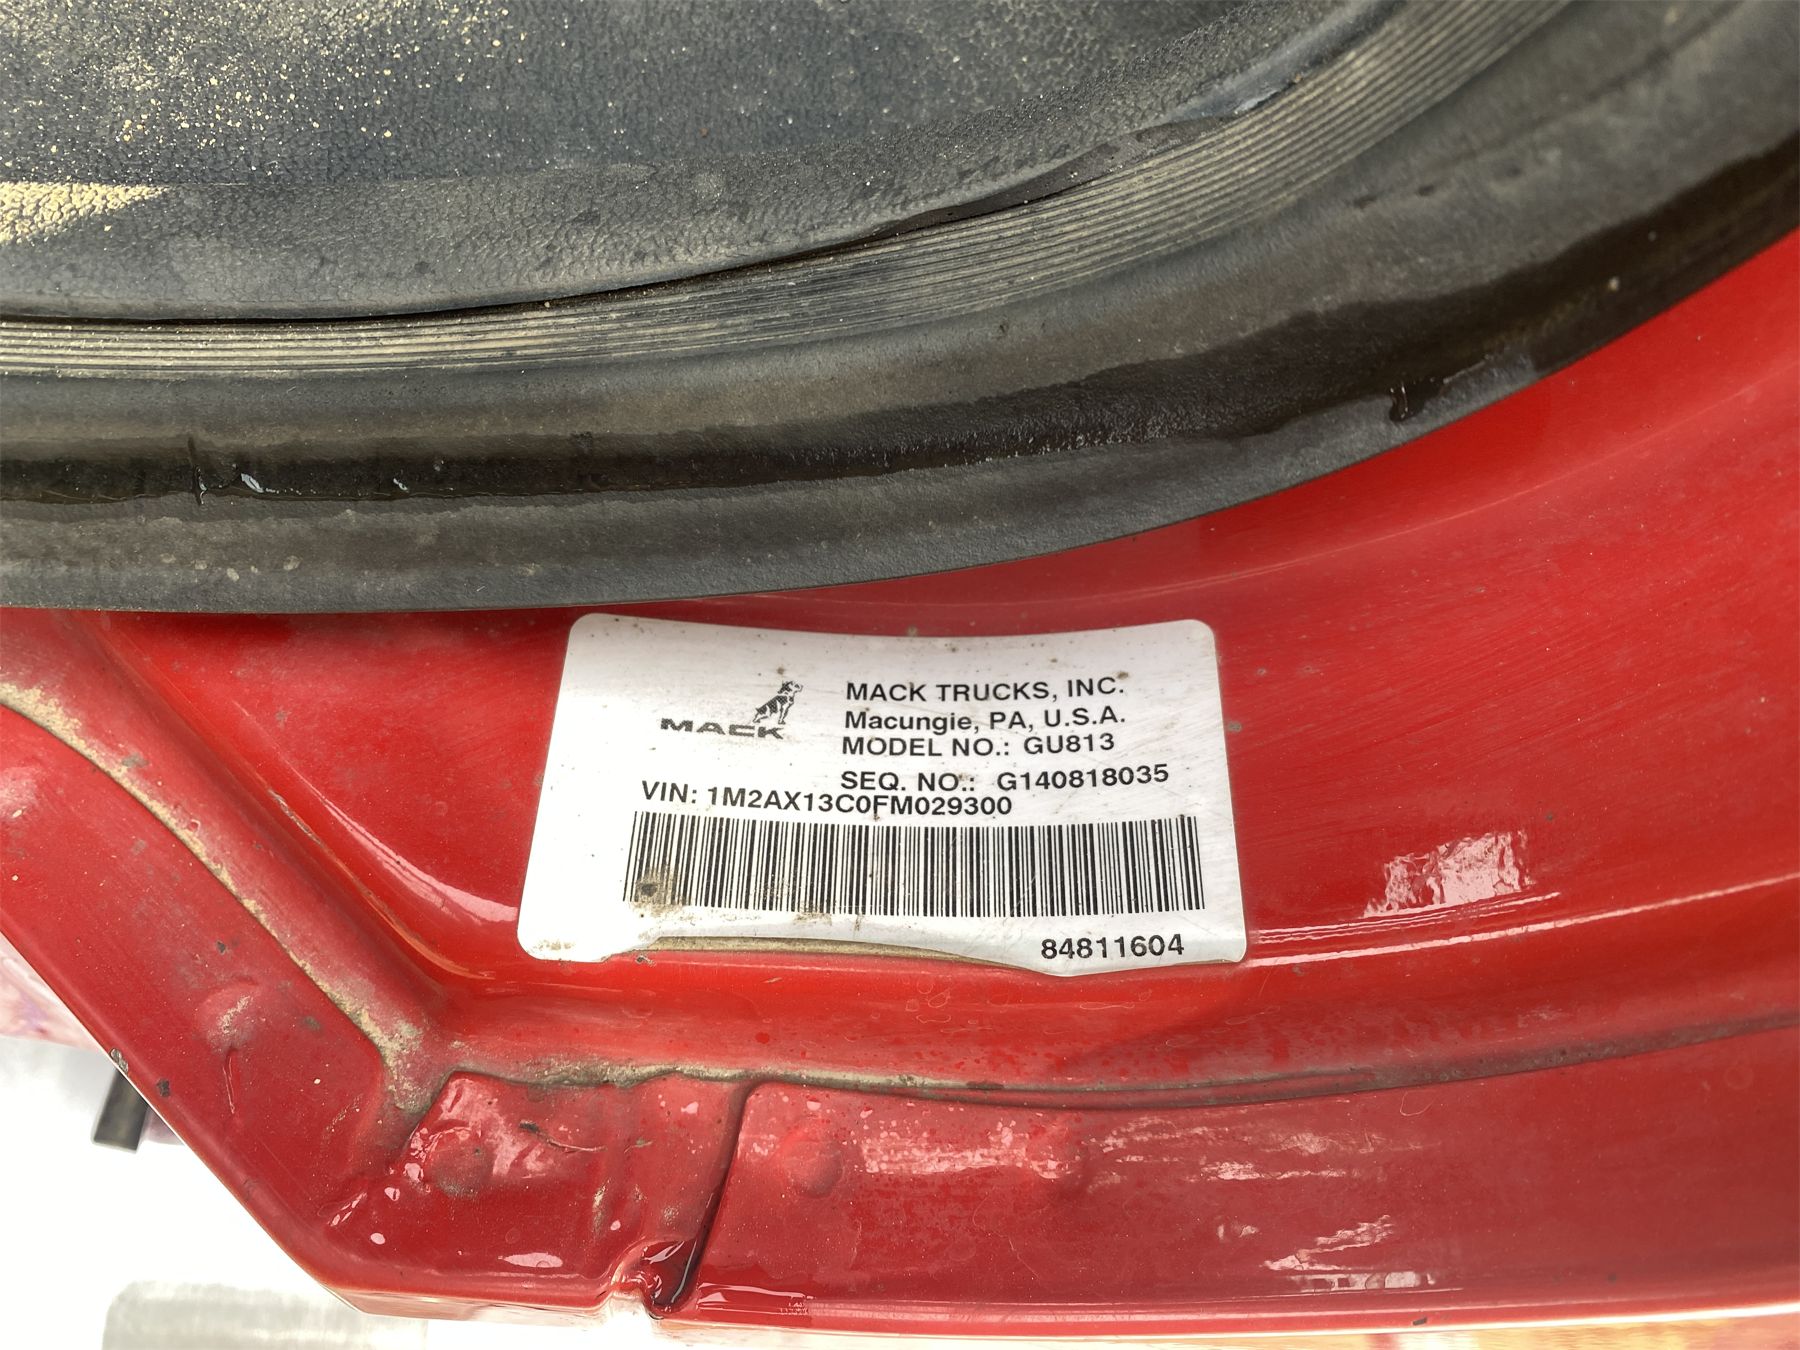 MACK
MACK TRUCKS, INC.
Macungie, PA, U.S.A.
MODEL NO.: GU813
SEQ. NO.: G140818035
VIN: 1M2AX13C0FM029300
84811604